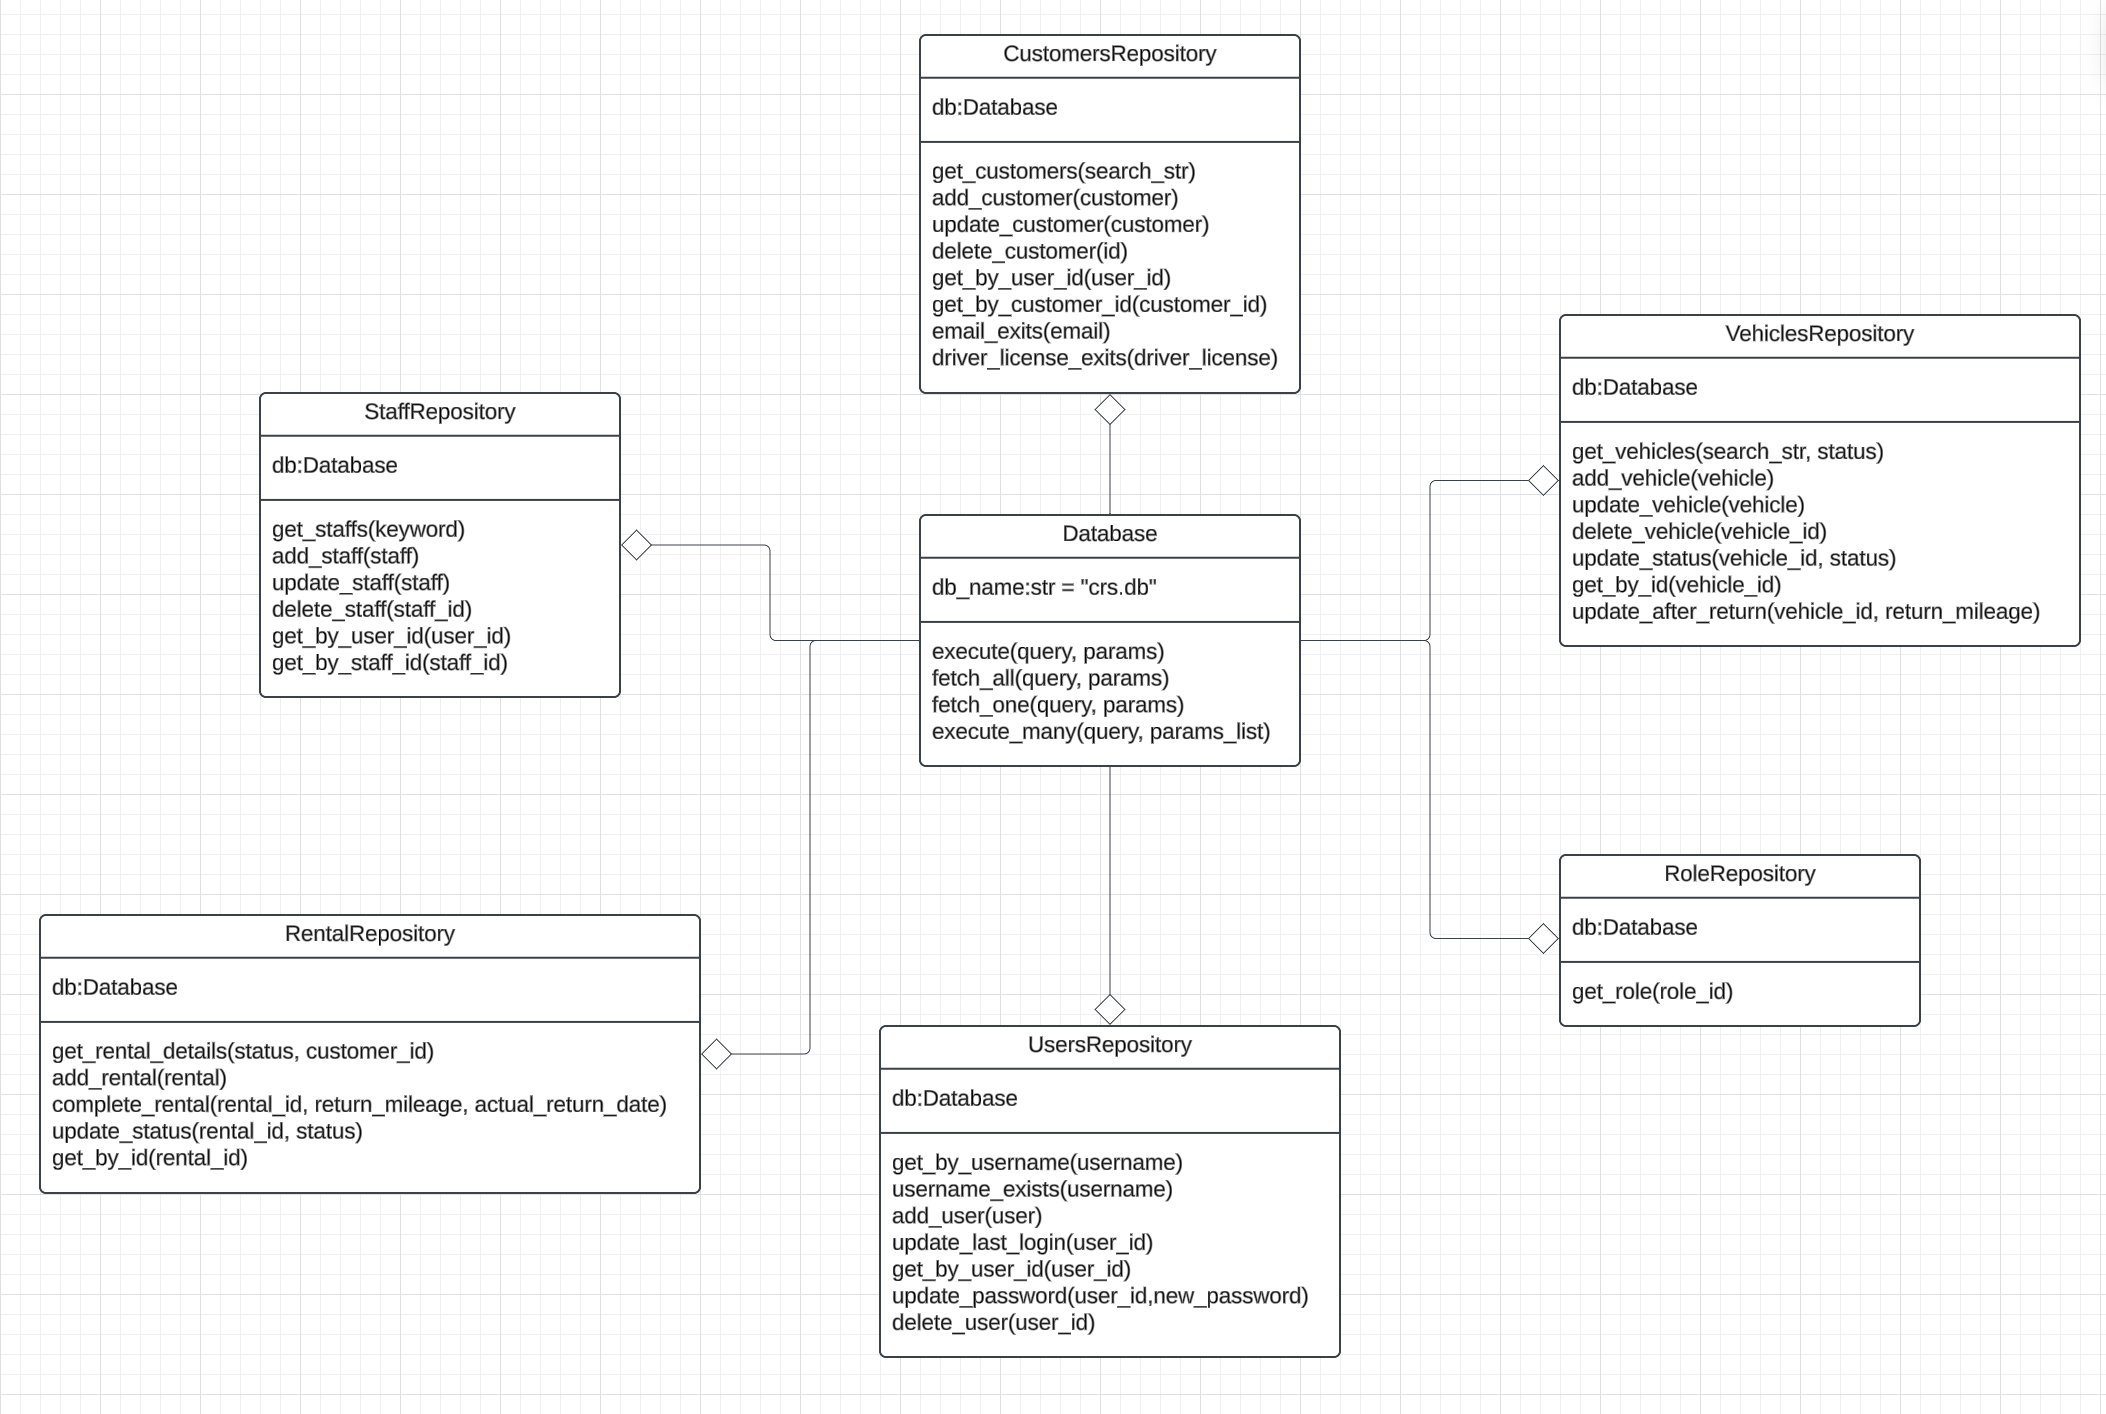 CustomersRepository
db:Database
get_customers(search_str)
add_customer(customer)
update_customer(customer)
delete_customer(id)
get_by_user_id(user_id)
get_by_customer_id(customer_id)
email_exits(email)
driver_license_exits(driver_license)
VehiclesRepository
db:Database
get_vehicles(search_str, status)
add_vehicle(vehicle)
update_vehicle(vehicle)
delete_vehicle(vehicle_id)
update_status(vehicle_id, status)
get_by_id(vehicle_id)
update_after_return(vehicle_id, return_mileage)
StaffRepository
db:Database
get_staffs(keyword)
add_staff(staff)
update_staff(staff)
delete_staff(staff_id)
get_by_user_id(user_id)
get_by_staff_id(staff_id)
Database
db_name:str = "crs.db"
execute(query, params)
fetch_all(query, params)
fetch_one(query, params)
execute_many(query, params_list)
RoleRepository
db:Database
get_role(role_id)
RentalRepository
db:Database
get_rental_details(status, customer_id)
add_rental(rental)
complete_rental(rental_id, return_mileage, actual_return_date)
update_status(rental_id, status)
get_by_id(rental_id)
UsersRepository
db:Database
get_by_username(username)
username_exists(username)
add_user(user)
update_last_login(user_id)
get_by_user_id(user_id)
update_password(user_id,new_password)
delete_user(user_id)